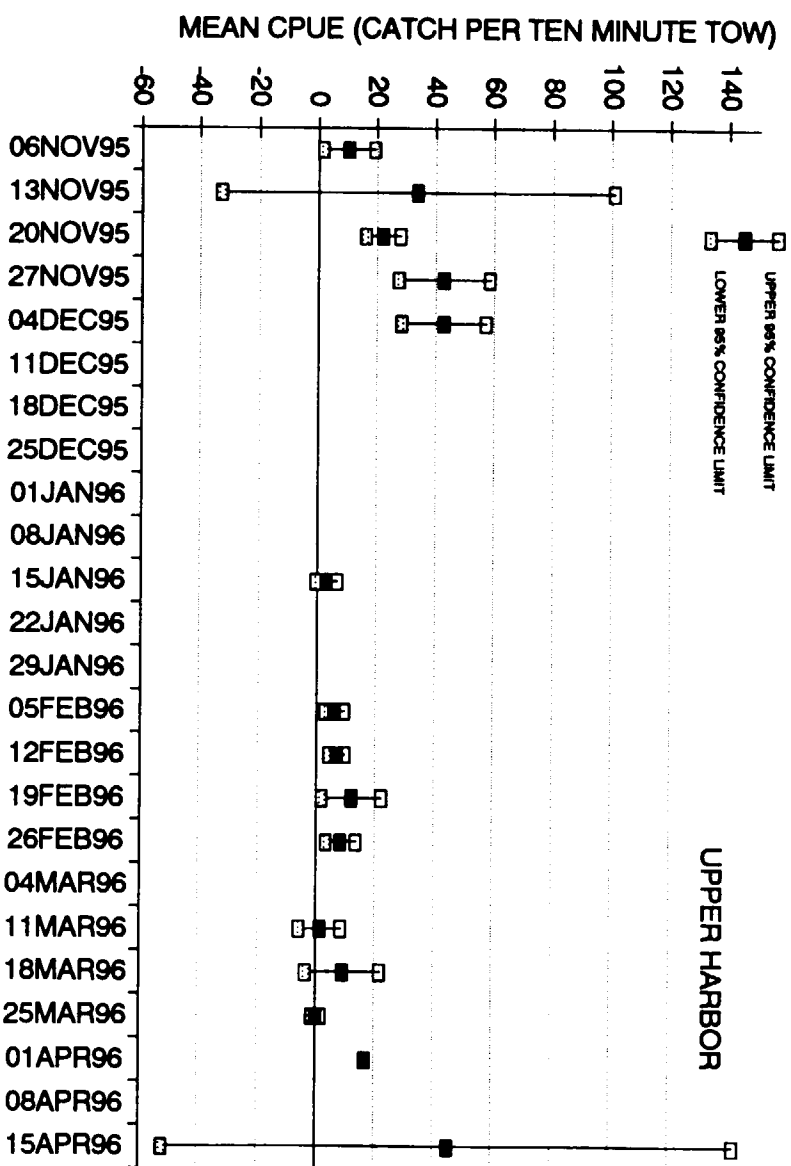 MEAN CPUE (CATCH PER TEN MINUTE TOW)
-60
-40
-20
0
20
40
60
80
100
120
140
UPPER 95% CONFIDENCE LIMIT
LOWER 95% CONFIDENCE LIMIT
UPPER HARBOR
06NOV95
13NOV95
20NOV95
27NOV95
04DEC95
11DEC95
18DEC95
25DEC95
01JAN96
08JAN96
15JAN96
22JAN96
29JAN96
05FEB96
12FEB96
19FEB96
26FEB96
04MAR96
11MAR96
18MAR96
25MAR96
01APR96
08APR96
15APR96